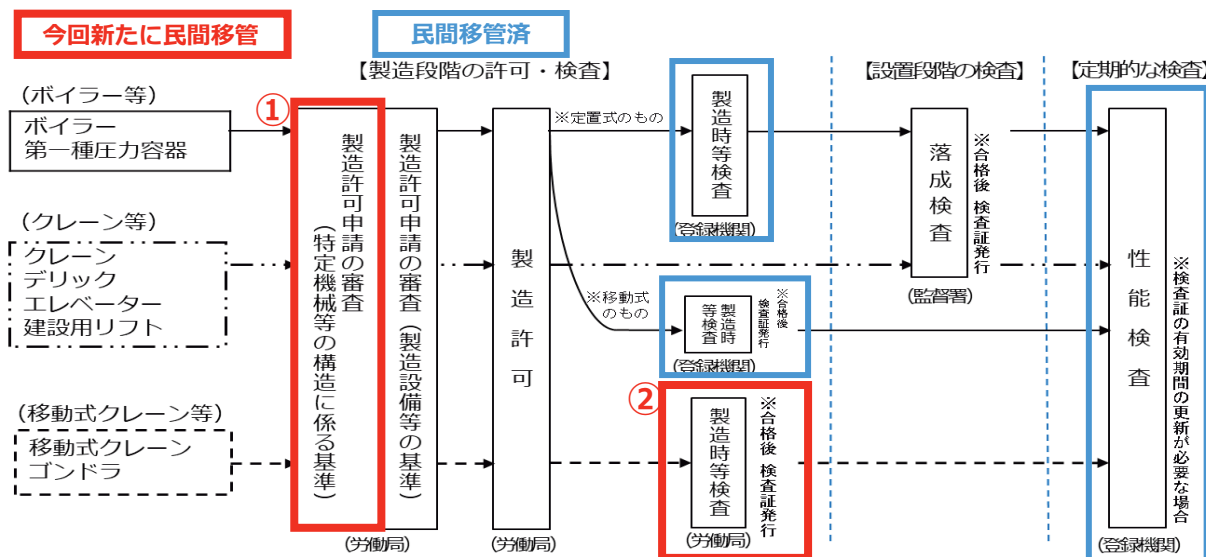 今回新たに民間移管
民間移管済
【製造段階の許可・検査】
【設置段階の検査】
【定期的な検査】
(ボイラー等)
ボイラー
第一種圧力容器
(クレーン等)
クレーン
デリック
エレベーター
建設用リフト
(移動式クレーン等)
移動式クレーン
ゴンドラ
①
製造許可申請の審査
(特定機械等の構造に係る基準)
製造許可申請の審査(製造設備等の基準)
(労働局)
製造許可
(労働局)
※定置式のもの
製造時等検査
(登録機関)
※移動式
のもの
製造時
等検査
※合格後
検査証発行
(登録機関)
②
製造時等検査
※合格後 検査証発行
(労働局)
落成検査
※合格後 検査証発行
(監督署)
性能検査
※検査証の有効期間の更新が必要な場合
(登録機関)